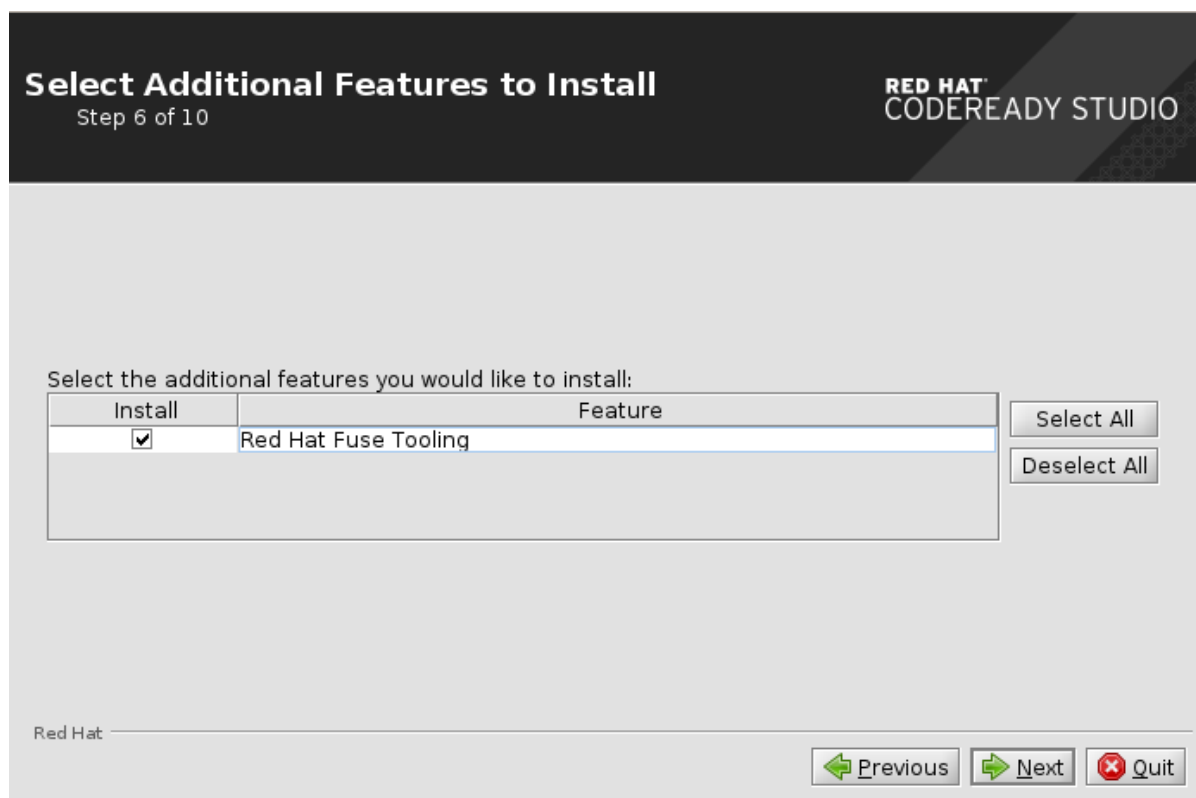 Select Additional Features to Install
Step 6 of 10
RED HAT
CODEREADY STUDIO
Select the additional features you would like to install:
Install Feature
Red Hat Fuse Tooling
Select All
Deselect All
Red Hat
Previous Next Quit